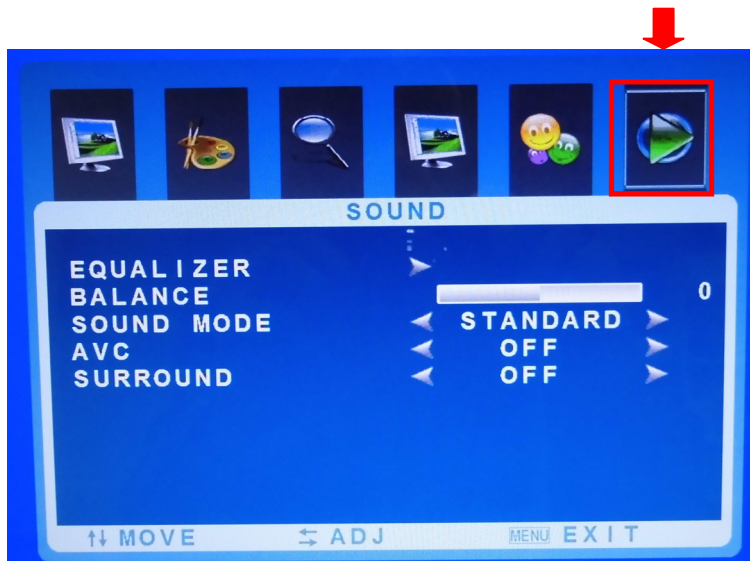 SOUND
EQUALIZER
BALANCE 0
SOUND MODE STANDARD
AVC OFF
SURROUND OFF
MOVE ADJ MENU EXIT